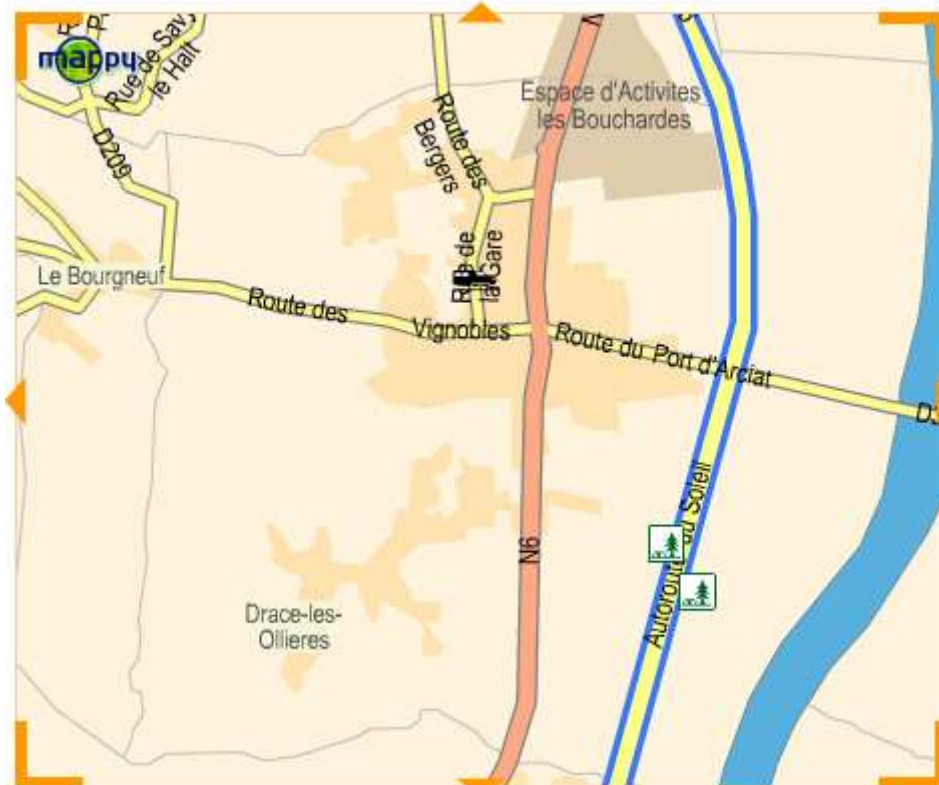 mappy
Rue de Savy
le Halt
D209
Route des
Bergers
Espace d'Activites
les Bouchardes
Rue de
la Gare
Le Bourgneuf
Route des
Vignobles
Route du Port d'Arciat
Autoroute du Soleil
N6
Drace-les-
Ollieres